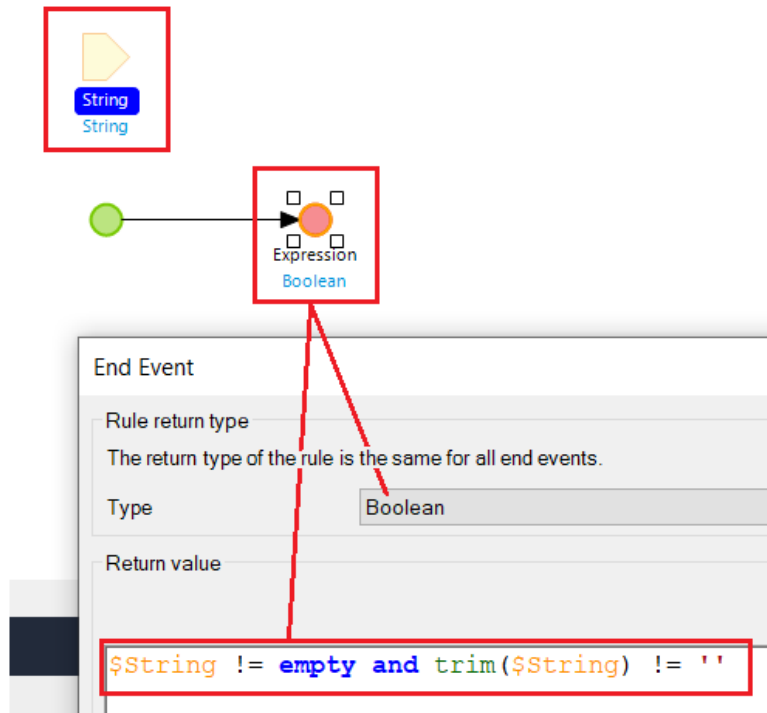 String
String
Expression
Boolean
End Event
Rule return type
The return type of the rule is the same for all end events.
Type
Boolean
Return value
$String != empty and trim($String) != ''